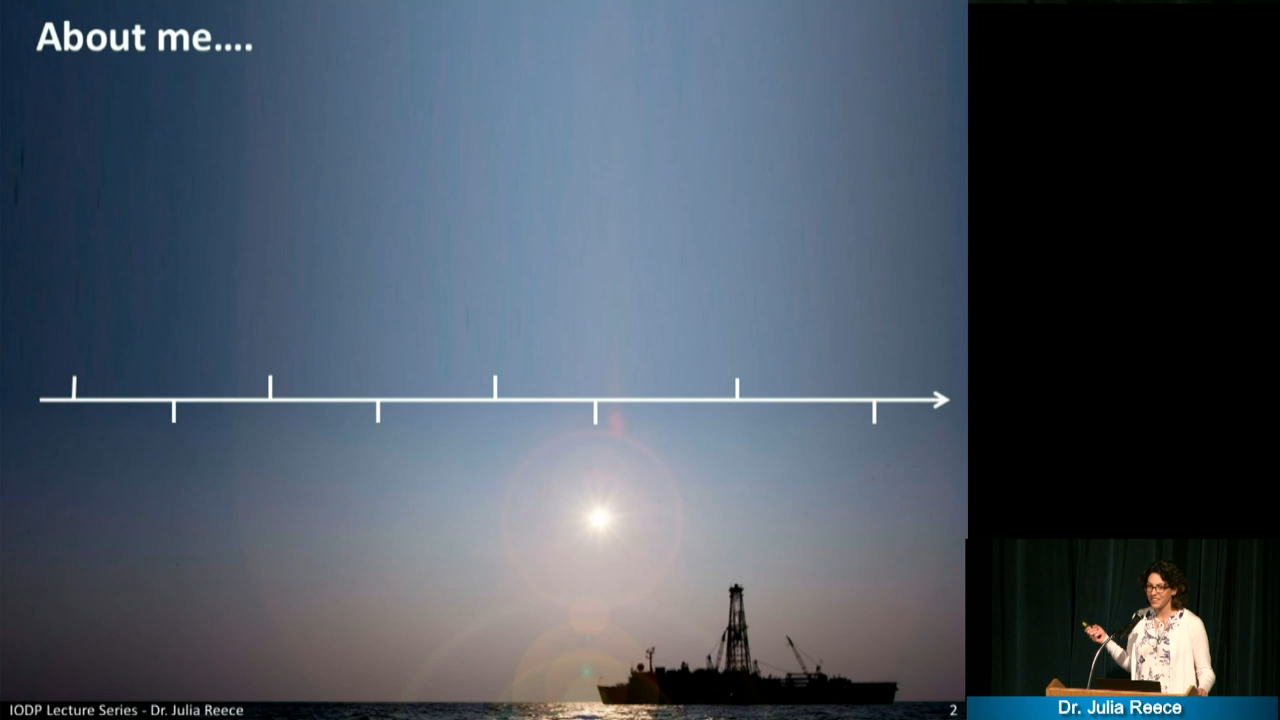 About me....
IODP Lecture Series - Dr. Julia Reece
2
Dr. Julia Reece